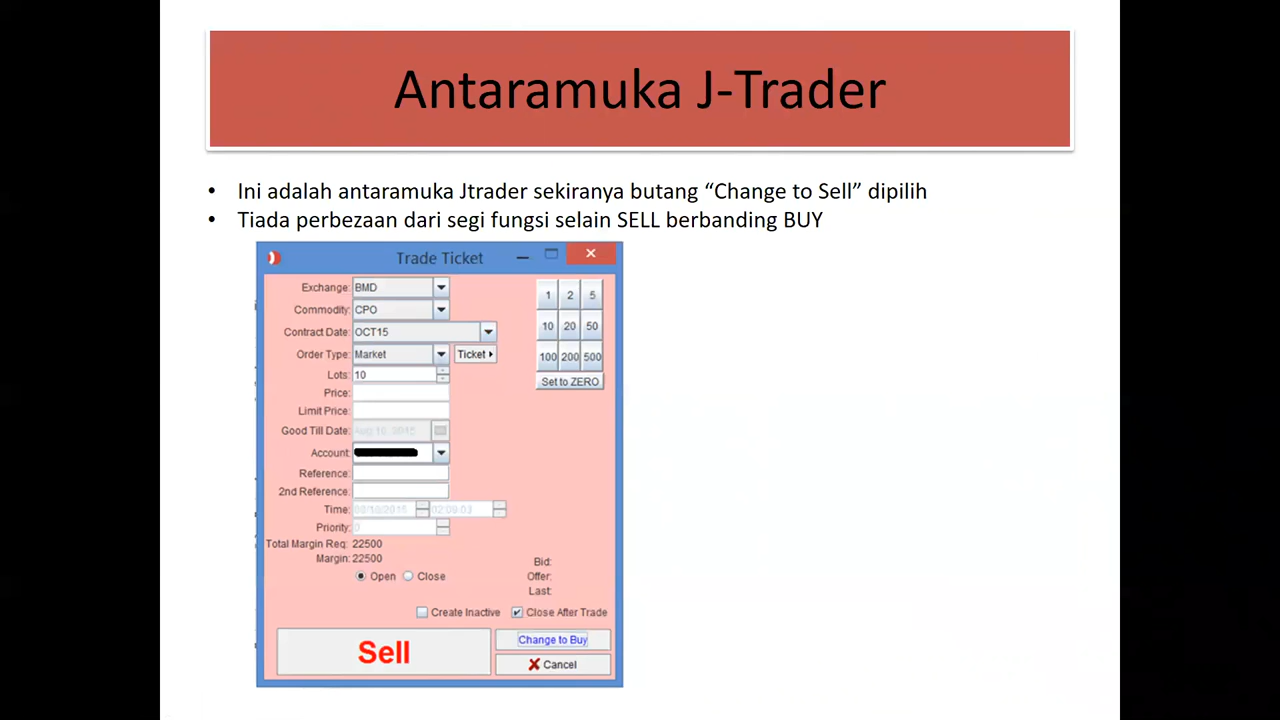 Antaramuka J-Trader
• Ini adalah antaramuka Jtrader sekiranya butang “Change to Sell” dipilih
• Tiada perbezaan dari segi fungsi selain SELL berbanding BUY
Trade Ticket
Exchange: BMD
Commodity: CPO
Contract Date: OCT15
Order Type: Market Ticket
Lots: 10
Price:
Limit Price:
Good Till Date:
Account:
Reference:
2nd Reference:
Time: 02:09:03
Priority: 0
Total Margin Req: 22500
Margin: 22500
Open Close
1 2 5
10 20 50
100 200 500
Set to ZERO
Bid:
Offer:
Last:
Create Inactive Close After Trade
Sell
Change to Buy
Cancel